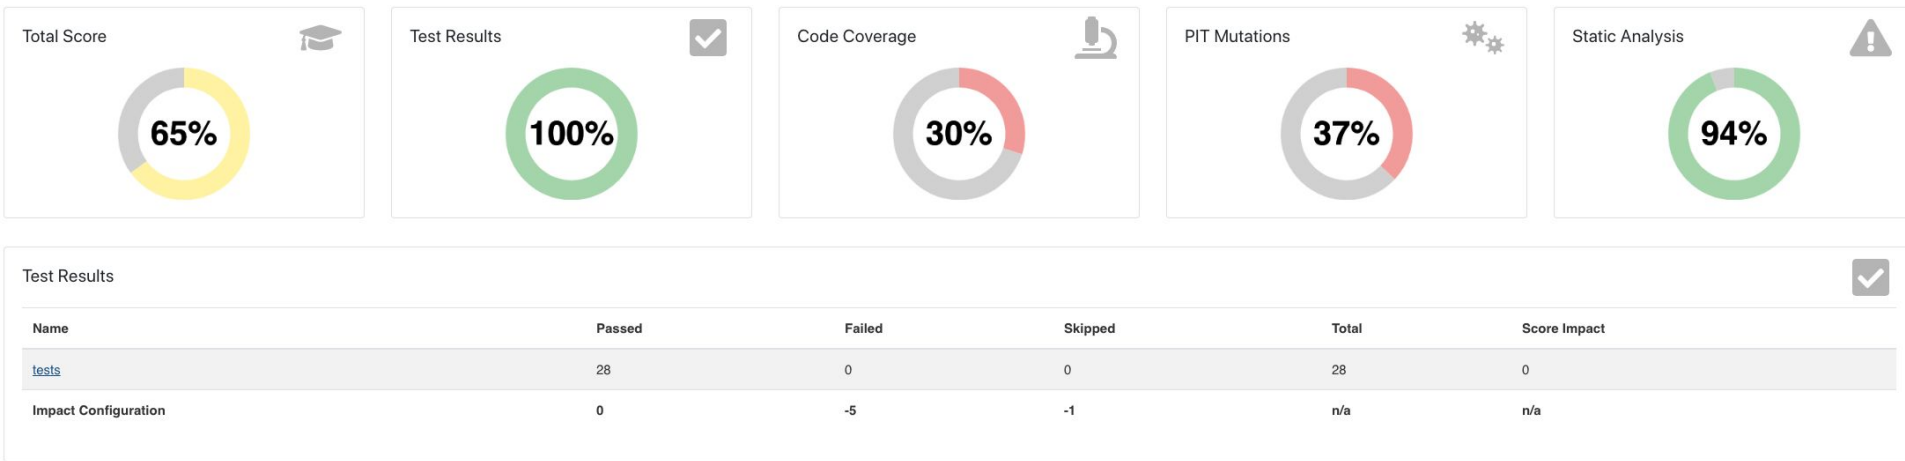 Total Score
65%
Test Results
100%
Code Coverage
30%
PIT Mutations
37%
Static Analysis
94%
Test Results
Name Passed Failed Skipped Total Score Impact
tests 28 0 0 28 0
Impact Configuration 0 -5 -1 n/a n/a